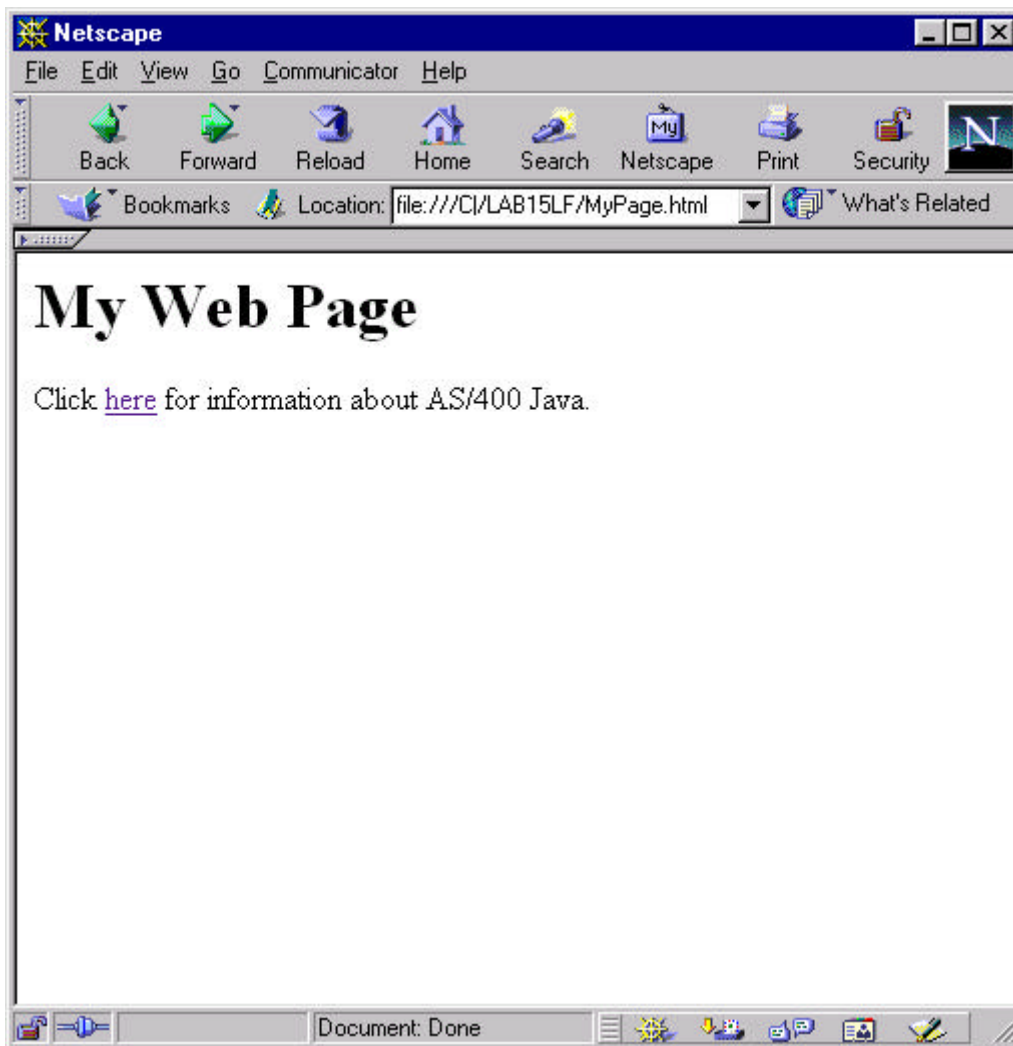 Netscape
File Edit View Go Communicator Help
Back Forward Reload Home Search My Netscape Print Security N
Bookmarks Location: file:///C|/LAB15LF/MyPage.html What's Related
My Web Page
Click here for information about AS/400 Java.
Document: Done